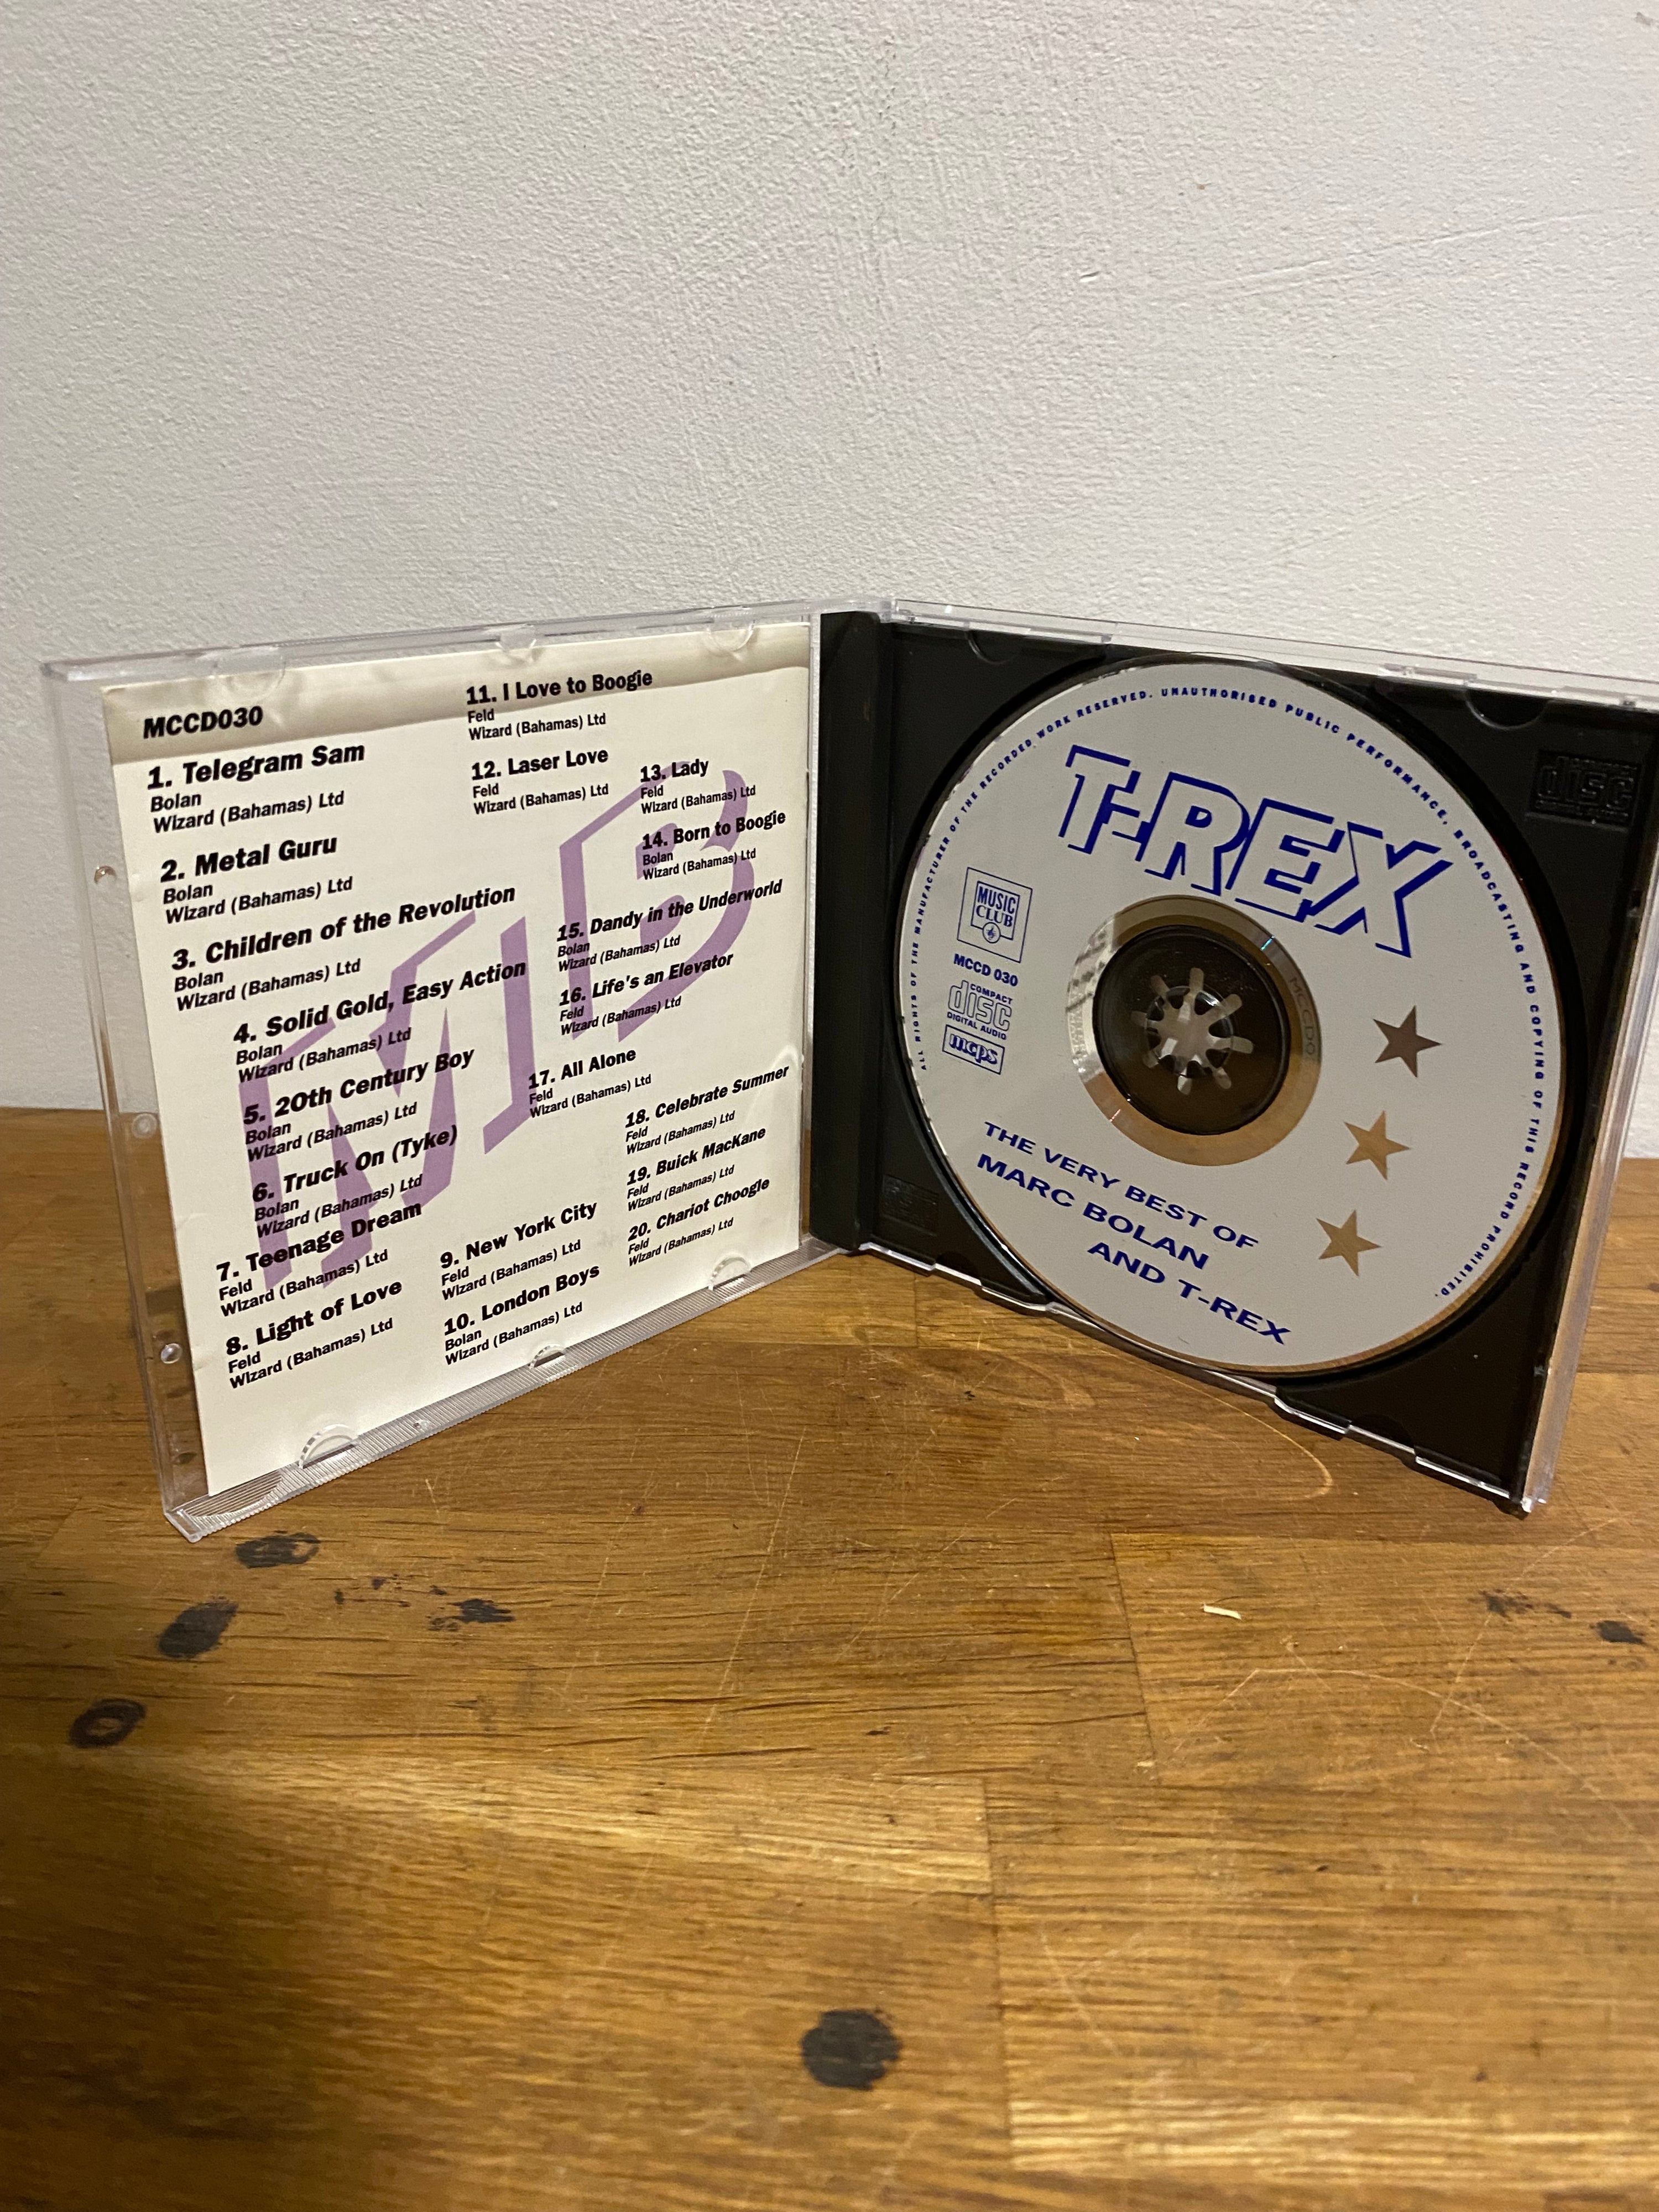 MCCD030
1. Telegram Sam
Bolan
Wizard (Bahamas) Ltd
2. Metal Guru
Bolan
Wizard (Bahamas) Ltd
3. Children of the Revolution
Bolan
Wizard (Bahamas) Ltd
4. Solid Gold, Easy Action
Bolan
Wizard (Bahamas) Ltd
5. 20th Century Boy
Bolan
Wizard (Bahamas) Ltd
6. Truck On (Tyke)
Bolan
Wizard (Bahamas) Ltd
7. Teenage Dream
Feld
Wizard (Bahamas) Ltd
8. Light of Love
Feld
Wizard (Bahamas) Ltd
9. New York City
Feld
Wizard (Bahamas) Ltd
10. London Boys
Bolan
Wizard (Bahamas) Ltd
11. I Love to Boogie
Feld
Wizard (Bahamas) Ltd
12. Laser Love
Feld
Wizard (Bahamas) Ltd
13. Lady
Feld
Wizard (Bahamas) Ltd
14. Born to Boogie
Bolan
Wizard (Bahamas) Ltd
15. Dandy in the Underworld
Bolan
Wizard (Bahamas) Ltd
16. Life's an Elevator
Feld
Wizard (Bahamas) Ltd
17. All Alone
Feld
Wizard (Bahamas) Ltd
18. Celebrate Summer
Feld
Wizard (Bahamas) Ltd
19. Buick MacKane
Feld
Wizard (Bahamas) Ltd
20. Chariot Choogle
Feld
Wizard (Bahamas) Ltd
MB
ALL RIGHTS OF THE MANUFACTURER OF THE RECORDED WORK RESERVED. UNAUTHORISED PUBLIC PERFORMANCE, BROADCASTING AND COPYING OF THIS RECORD PROHIBITED.
T-REX
MUSIC
CLUB
MCCD 030
COMPACT
disc
DIGITAL AUDIO
mcps
THE VERY BEST OF
MARC BOLAN
AND T-REX
MCCD0
disc